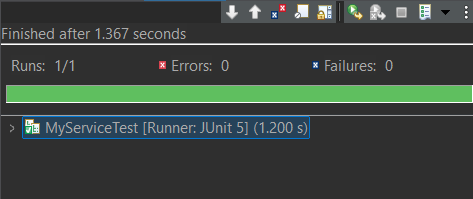 Finished after 1.367 seconds
Runs: 1/1 Errors: 0 Failures: 0
MyServiceTest [Runner: JUnit 5] (1.200 s)